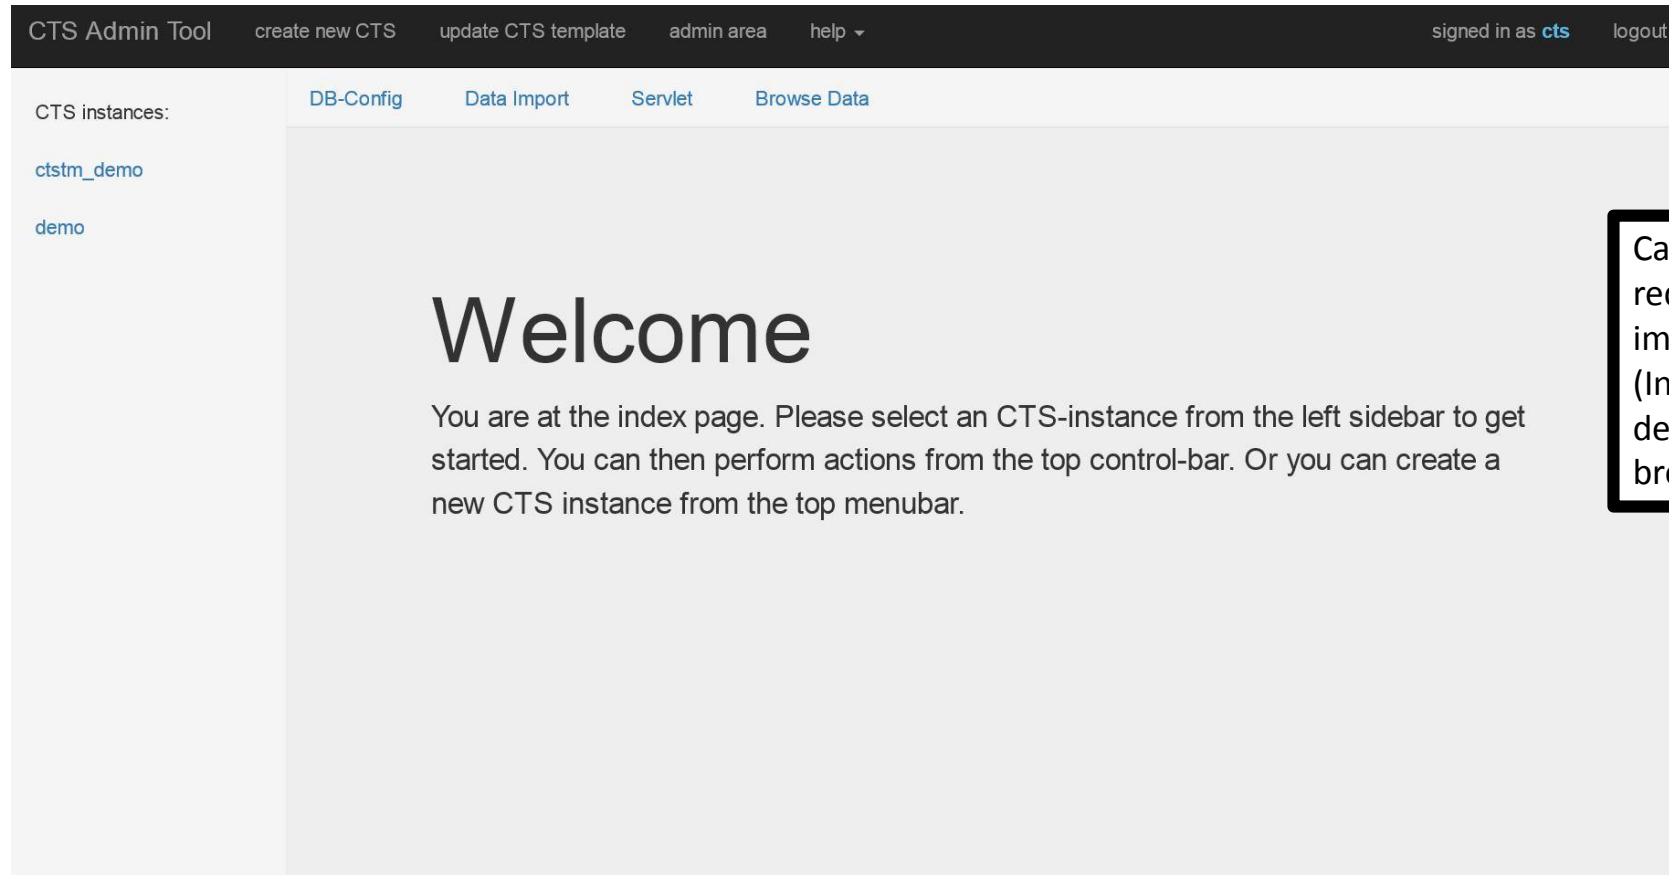 CTS Admin Tool create new CTS update CTS template admin area help signed in as cts logout
DB-Config Data Import Servlet Browse Data
CTS instances:
ctstm_demo
demo
Welcome
You are at the index page. Please select an CTS-instance from the left sidebar to get
started. You can then perform actions from the top control-bar. Or you can create a
new CTS instance from the top menubar.